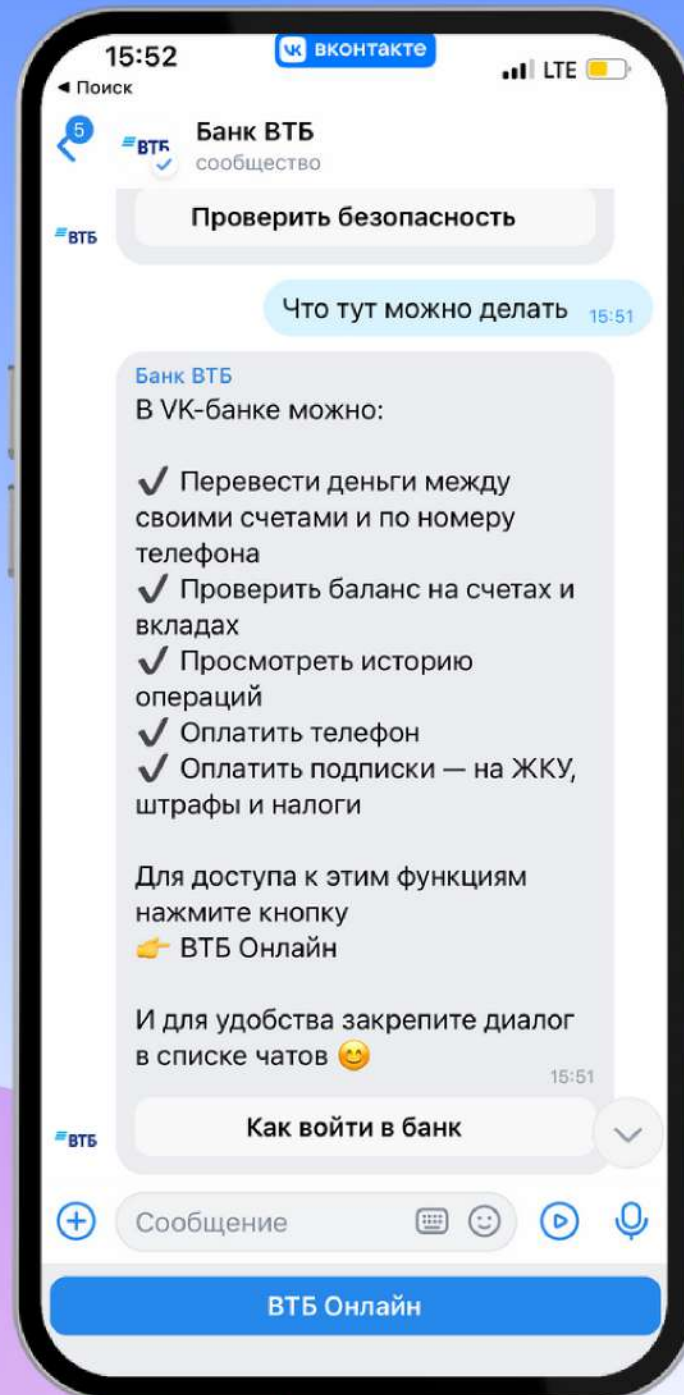 15:52
вконтакте
LTE
◀ Поиск
5
ВТБ
Банк ВТБ
сообщество
Проверить безопасность
ВТБ
Что тут можно делать 15:51
Банк ВТБ
В VK-банке можно:
✔ Перевести деньги между
своими счетами и по номеру
телефона
✔ Проверить баланс на счетах и
вкладах
✔ Просмотреть историю
операций
✔ Оплатить телефон
✔ Оплатить подписки — на ЖКУ,
штрафы и налоги
Для доступа к этим функциям
нажмите кнопку
👉 ВТБ Онлайн
И для удобства закрепите диалог
в списке чатов 😊
15:51
Как войти в банк
ВТБ
Сообщение
ВТБ Онлайн